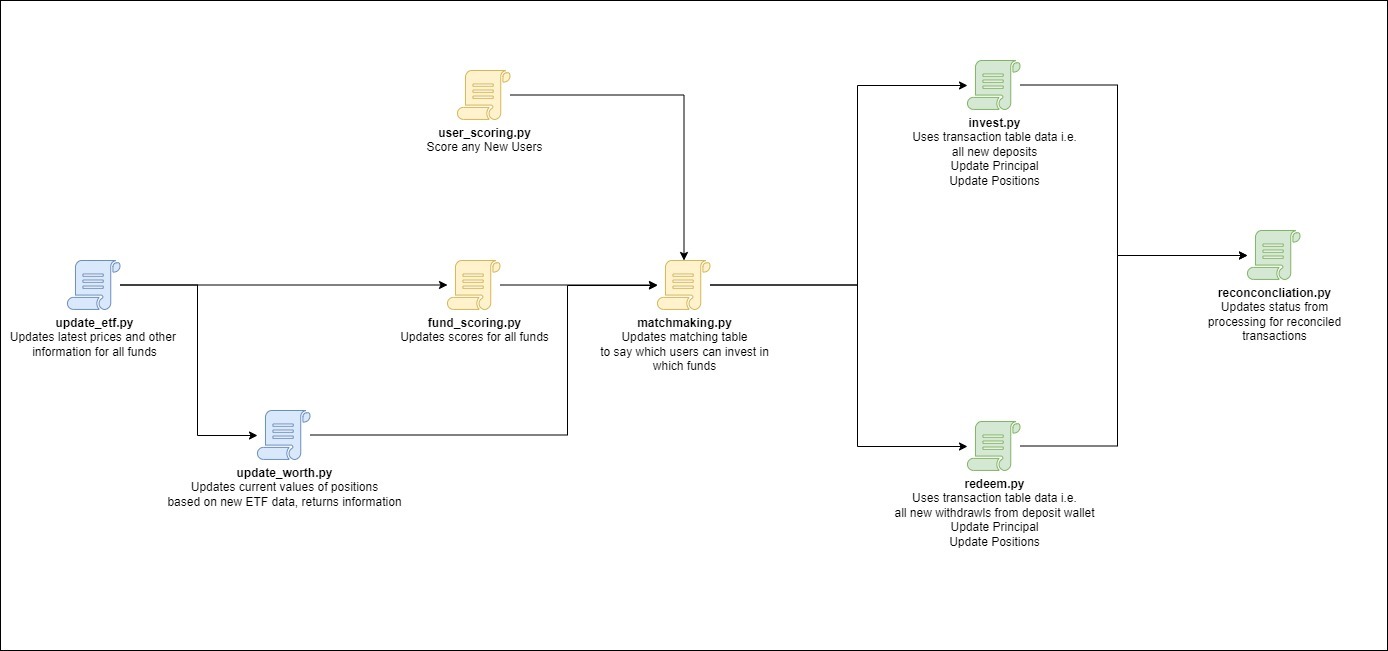 user_scoring.py
Score any New Users
invest.py
Uses transaction table data i.e.
all new deposits
Update Principal
Update Positions
update_etf.py
Updates latest prices and other
information for all funds
fund_scoring.py
Updates scores for all funds
matchmaking.py
Updates matching table
to say which users can invest in
which funds
reconconcliation.py
Updates status from
processing for reconciled
transactions
update_worth.py
Updates current values of positions
based on new ETF data, returns information
redeem.py
Uses transaction table data i.e.
all new withdrawls from deposit wallet
Update Principal
Update Positions